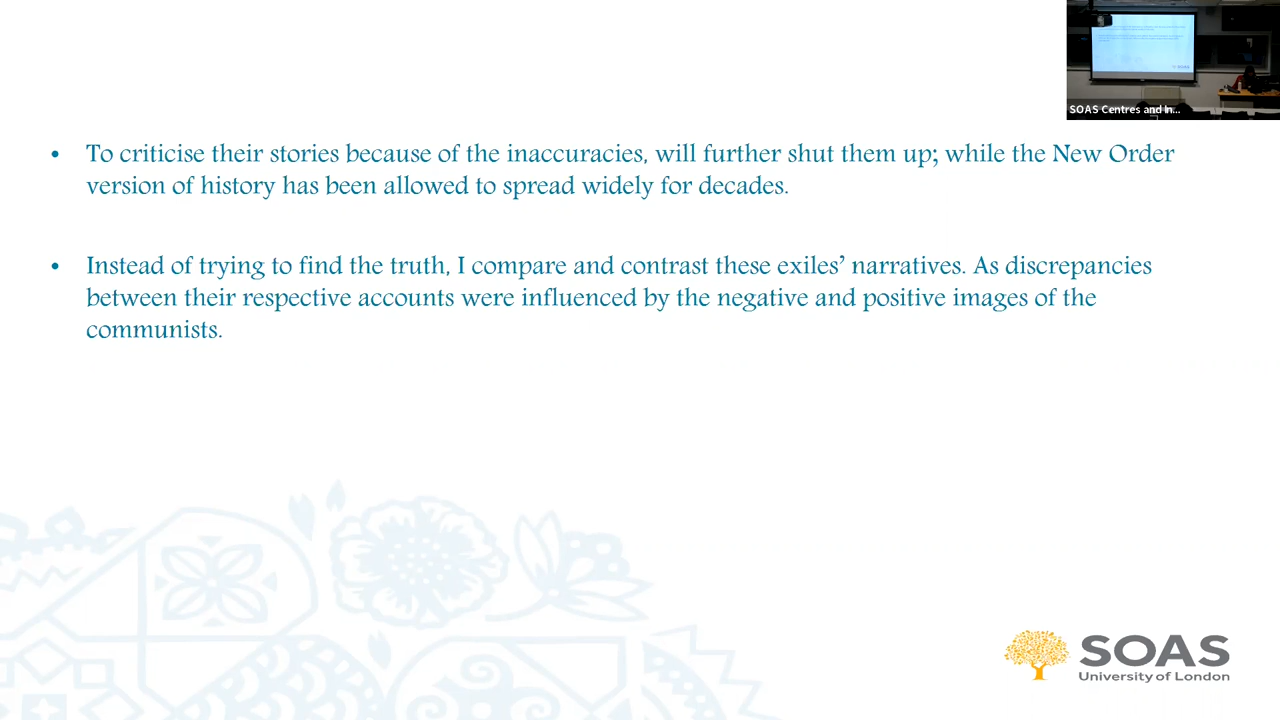 SOAS Centres and In...
• To criticise their stories because of the inaccuracies, will further shut them up; while the New Order
version of history has been allowed to spread widely for decades.
• Instead of trying to find the truth, I compare and contrast these exiles’ narratives. As discrepancies
between their respective accounts were influenced by the negative and positive images of the
communists.
SOAS
University of London